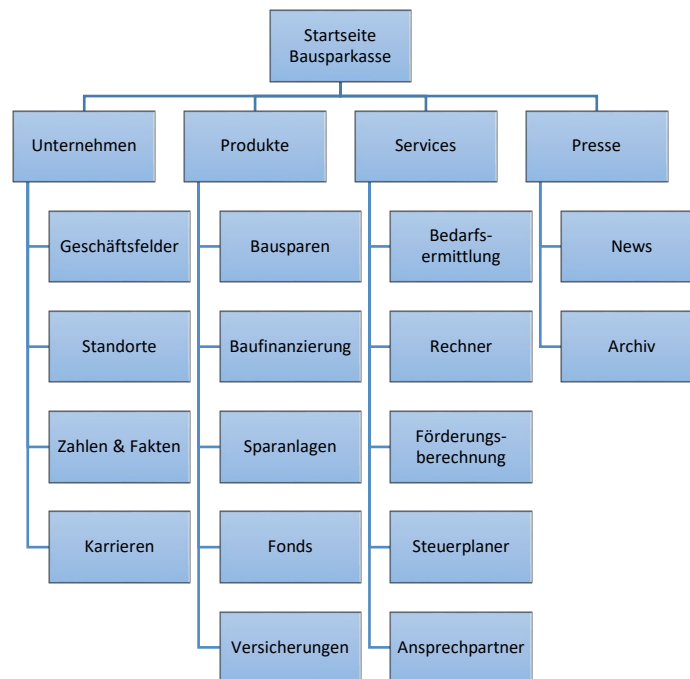 Startseite
Bausparkasse
Unternehmen
Produkte
Services
Presse
Geschäftsfelder
Bausparen
Bedarfs-
ermittlung
News
Standorte
Baufinanzierung
Rechner
Archiv
Zahlen & Fakten
Sparanlagen
Förderungs-
berechnung
Karrieren
Fonds
Steuerplaner
Versicherungen
Ansprechpartner